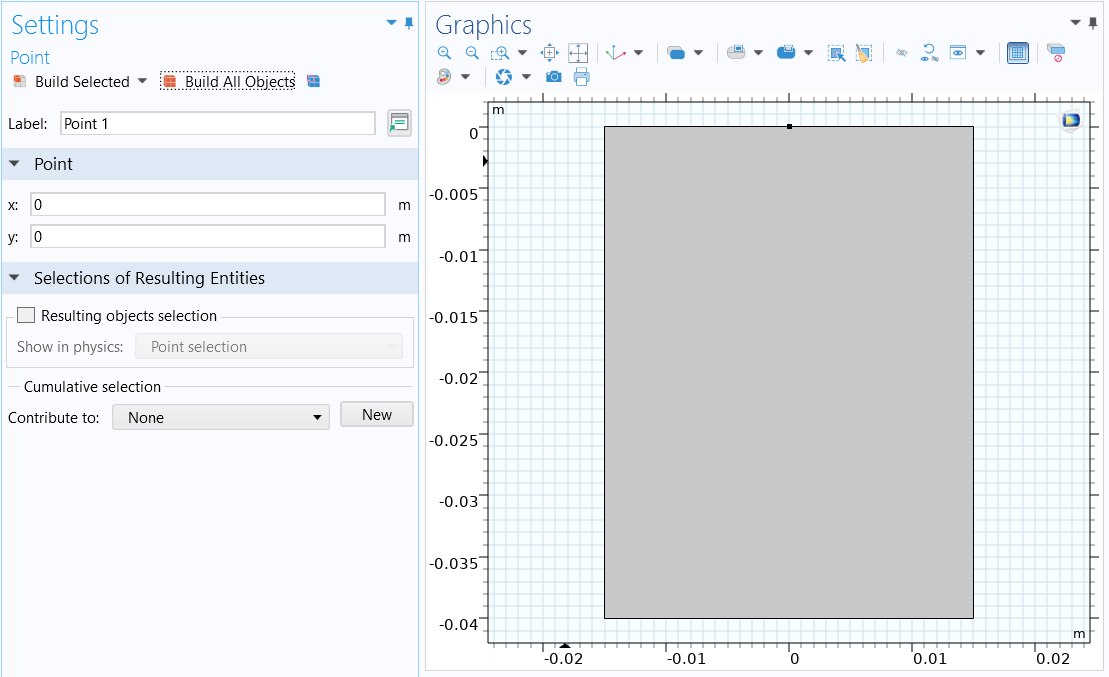 Settings
Point
Build Selected
Build All Objects
Label: Point 1
Point
x: 0 m
y: 0 m
Selections of Resulting Entities
Resulting objects selection
Show in physics: Point selection
Cumulative selection
Contribute to: None New
Graphics
m
0
-0.005
-0.01
-0.015
-0.02
-0.025
-0.03
-0.035
-0.04
m
-0.02 -0.01 0 0.01 0.02